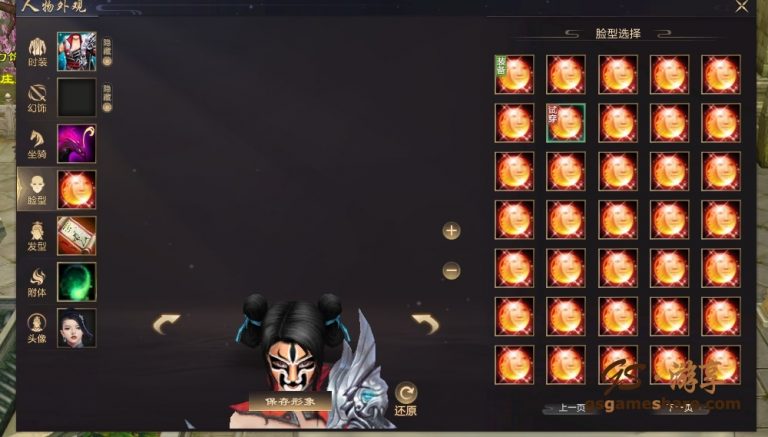 人物外观
脸型选择
时装
隐藏
幻饰
隐藏
坐骑
脸型
发型
附体
头像
装备
试穿
保存形象
还原
上一页
下一页
GS 游享
gsgameshare.com